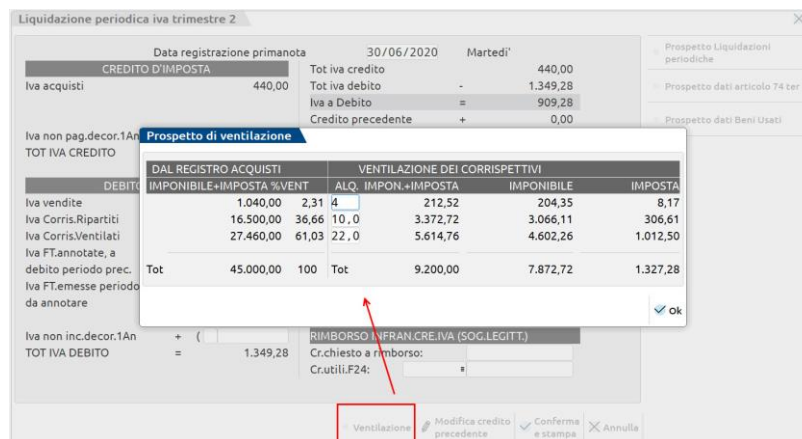 Liquidazione periodica iva trimestre 2
Data registrazione primanota 30/06/2020 Martedi'
CREDITO D'IMPOSTA
Iva acquisti 440,00
Tot iva credito 440,00
Tot iva debito - 1.349,28
Iva a Debito = 909,28
Credito precedente + 0,00
Prospetto Liquidazioni
periodiche
Prospetto dati articolo 74 ter
Prospetto dati Beni Usati
Iva non pag.decor.1An
TOT IVA CREDITO
Prospetto di ventilazione
DAL REGISTRO ACQUISTI VENTILAZIONE DEI CORRISPETTIVI
IMPONIBILE+IMPOSTA %VENT ALQ. IMPON.+IMPOSTA IMPONIBILE IMPOSTA
1.040,00 2,31 4 212,52 204,35 8,17
16.500,00 36,66 10,0 3.372,72 3.066,11 306,61
27.460,00 61,03 22,0 5.614,76 4.602,26 1.012,50
Tot 45.000,00 100 Tot 9.200,00 7.872,72 1.327,28
Ok
DEBITO
Iva vendite
Iva Corris.Ripartiti
Iva Corris.Ventilati
Iva FT.annotate, a
debito periodo prec.
Iva FT.emesse periodo
da annotare
Iva non inc.decor.1An + (
TOT IVA DEBITO = 1.349,28
RIMBORSO INFRAN.CRE.IVA (SOG.LEGITT.)
Cr.chiesto a rimborso:
Cr.utili.F24:
Ventilazione
Modifica credito
precedente
Conferma
e stampa
Annulla